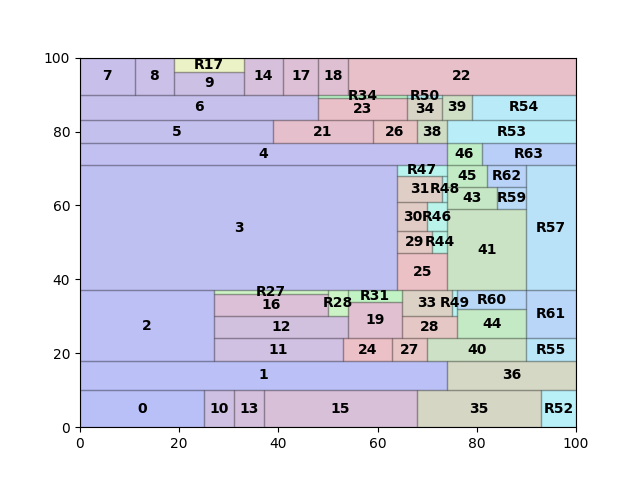 100
7 8 R17 9 14 17 18 22
R34 R50
6 23 34 39 R54
80
5 21 26 38 R53
4 46 R63
R47 45 R62
31 R48 43 R59
60
3 30 R46 R57
29 R44 41
25
40
R27 R31 R60
2 16 R28 33 R49 R61
12 19 28 44
20
11 24 27 40 R55
1 36
0 10 13 15 35 R52
0
0 20 40 60 80 100